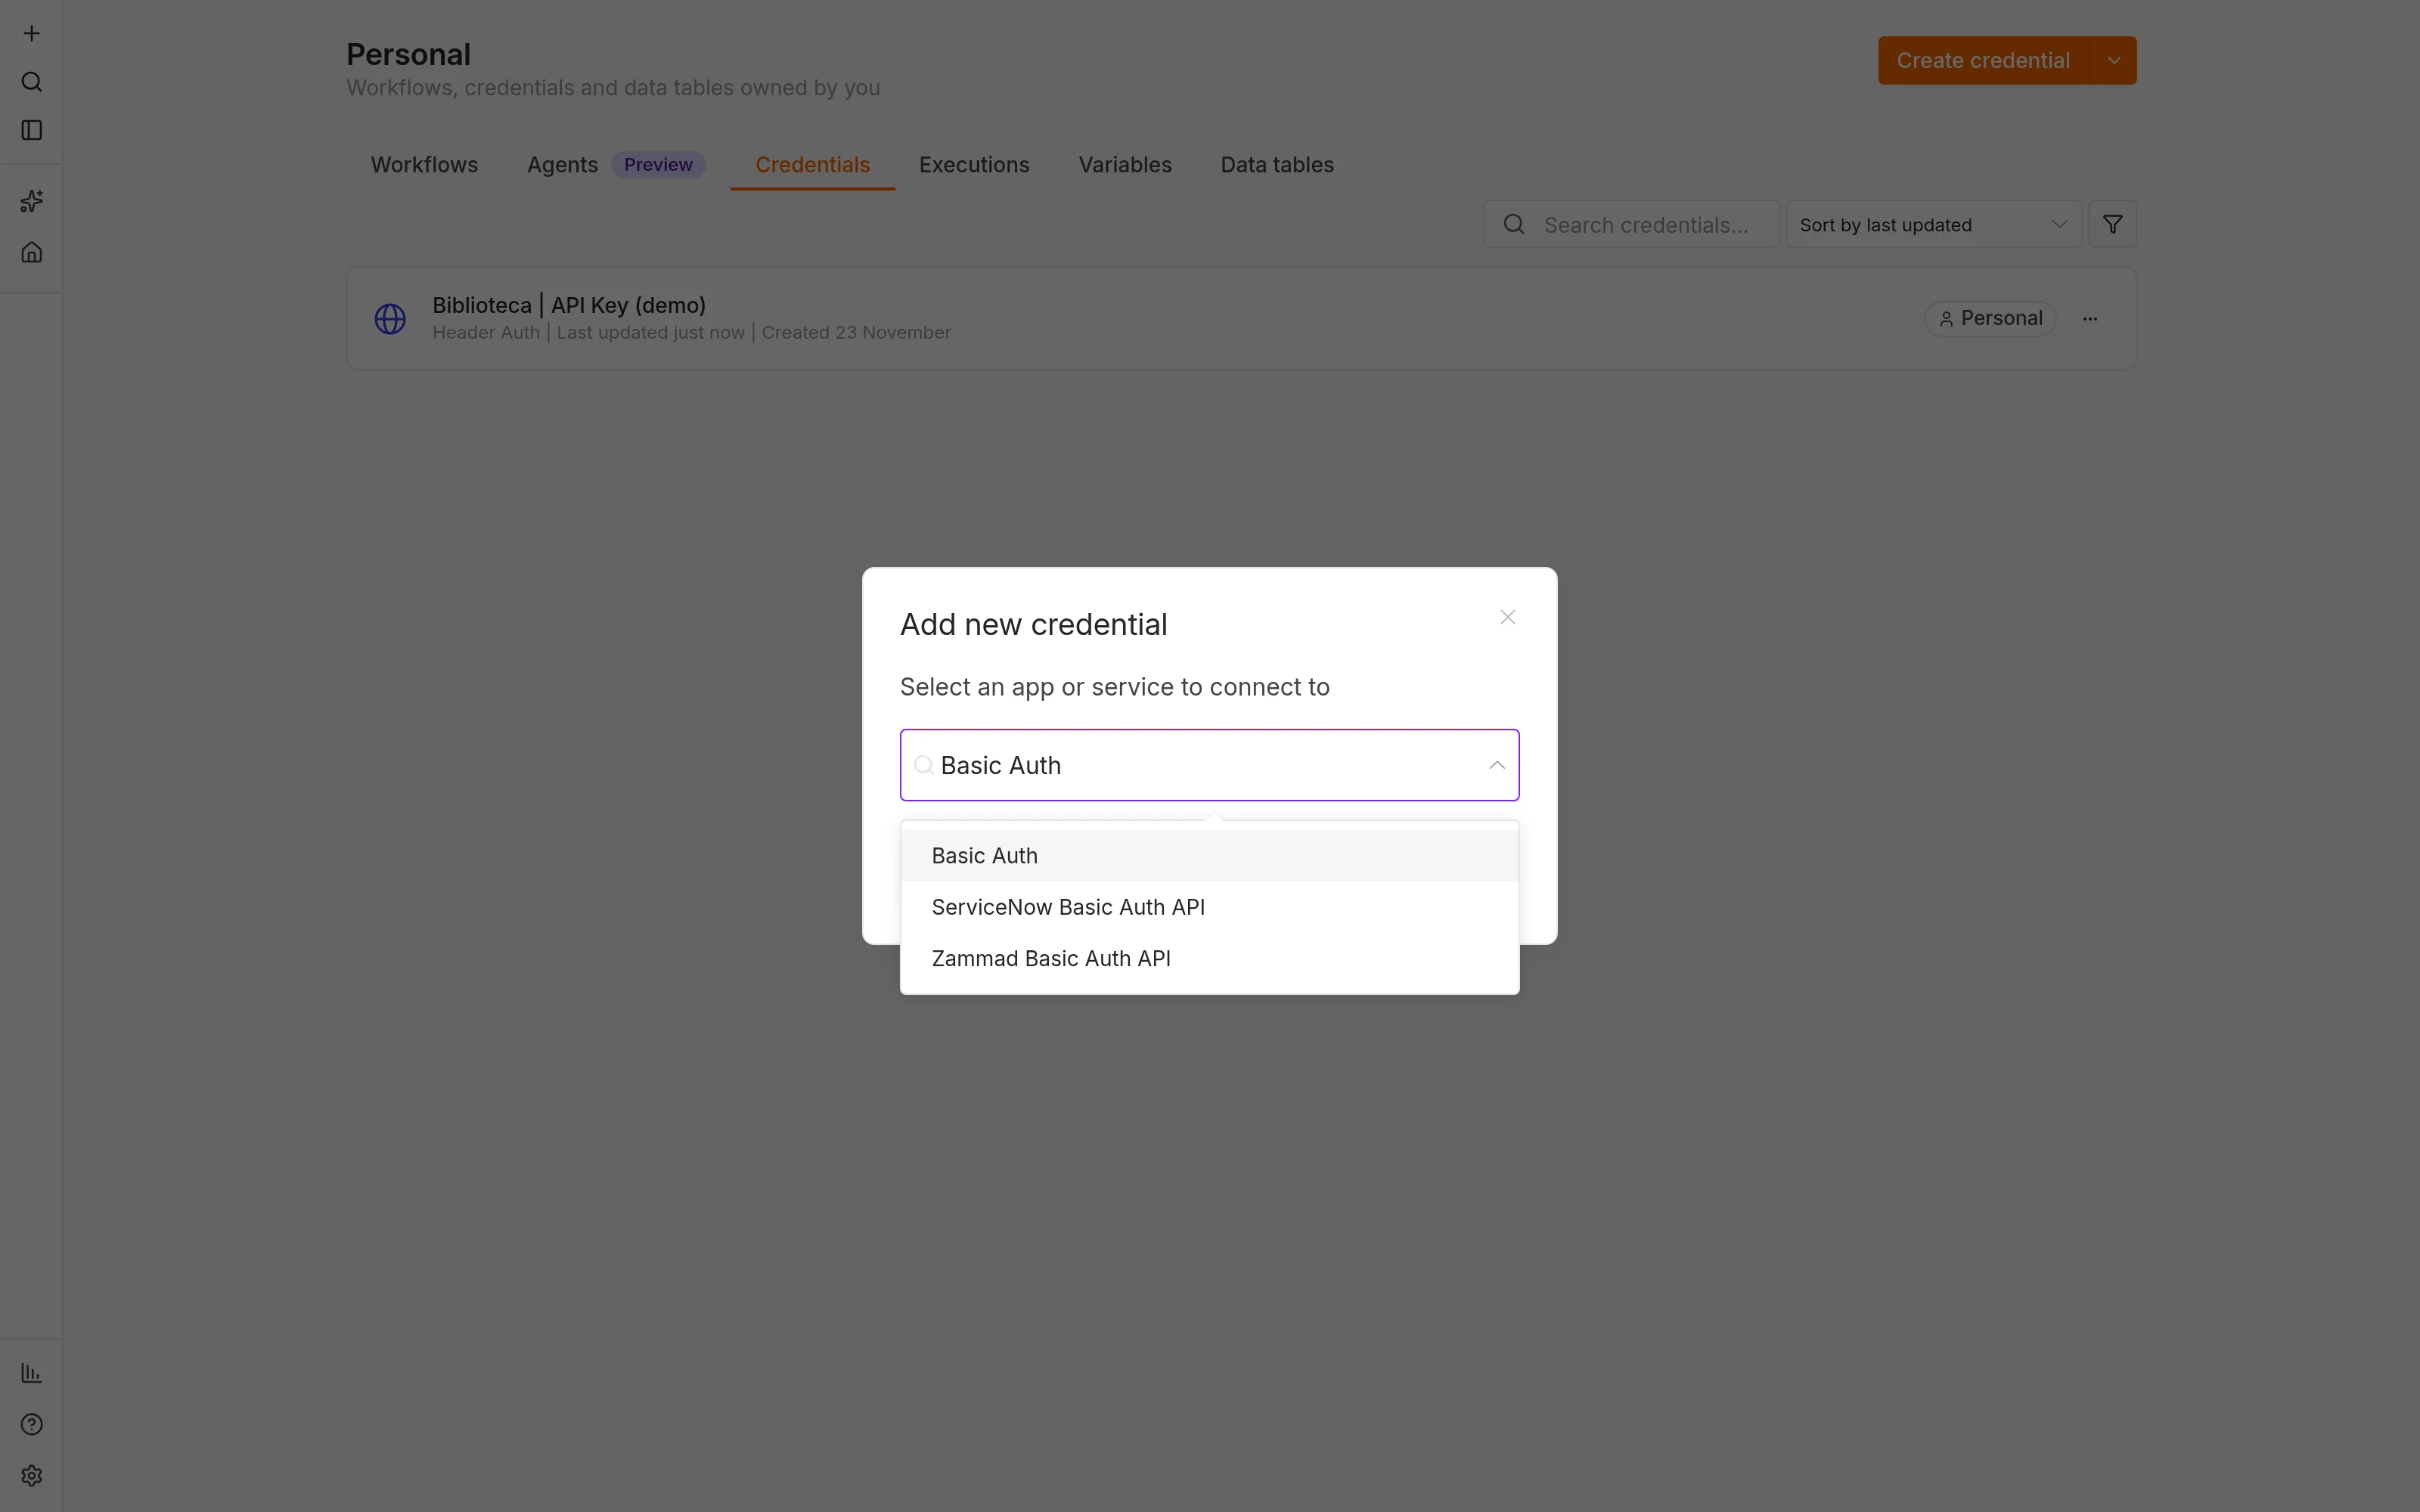 Personal
Workflows, credentials and data tables owned by you
Create credential
Workflows
Agents
Preview
Credentials
Executions
Variables
Data tables
Search credentials...
Sort by last updated
Biblioteca | API Key (demo)
Header Auth | Last updated just now | Created 23 November
Personal
Add new credential
Select an app or service to connect to
Basic Auth
Basic Auth
ServiceNow Basic Auth API
Zammad Basic Auth API